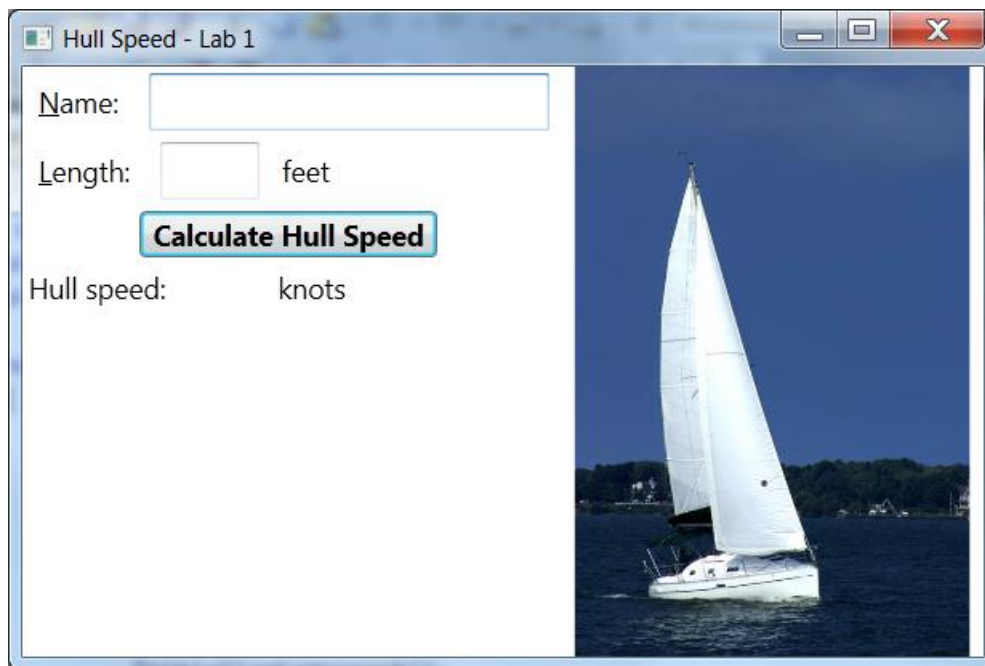 Hull Speed - Lab 1
Name:
Length: feet
Calculate Hull Speed
Hull speed: knots